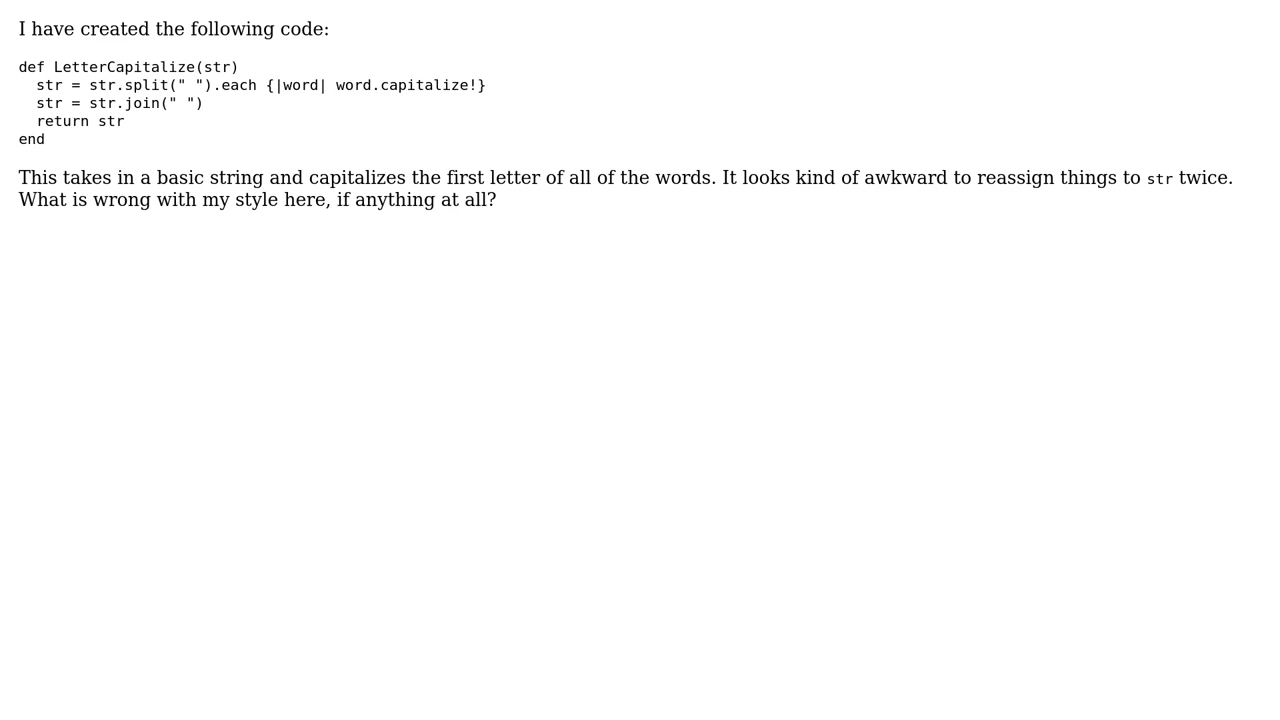 I have created the following code:
def LetterCapitalize(str)
  str = str.split(" ").each {|word| word.capitalize!}
  str = str.join(" ")
  return str
end
This takes in a basic string and capitalizes the first letter of all of the words. It looks kind of awkward to reassign things to str twice.
What is wrong with my style here, if anything at all?